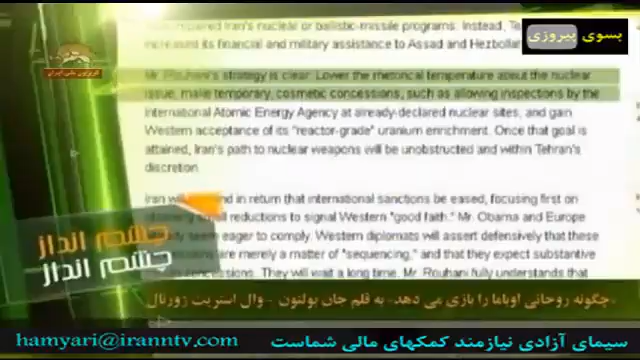 بسوی پیروزی
تلویزیون ملی ایران
Iran's nuclear or ballistic-missile programs. Instead,
increased its financial and military assistance to Assad and Hezbollah
Mr. Rouhani's strategy is clear: Lower the rhetorical temperature about the nuclear
issue, make temporary, cosmetic concessions, such as allowing inspections by the
International Atomic Energy Agency at already-declared nuclear sites, and gain
Western acceptance of its "reactor-grade" uranium enrichment. Once that goal is
attained, Iran's path to nuclear weapons will be unobstructed and within Tehran's
discretion.
Iran in return that international sanctions be eased, focusing first on
reductions to signal Western "good faith." Mr. Obama and Europe
seem eager to comply. Western diplomats will assert defensively that these
are merely a matter of "sequencing," and that they expect substantive
They will wait a long time. Mr. Rouhani fully understands that
چشم انداز
چشم انداز
چگونه روحانی اوباما را بازی می دهد- به قلم جان بولتون - وال استریت ژورنال
سیمای آزادی نیازمند کمکهای مالی شماست hamyari@iranntv.com